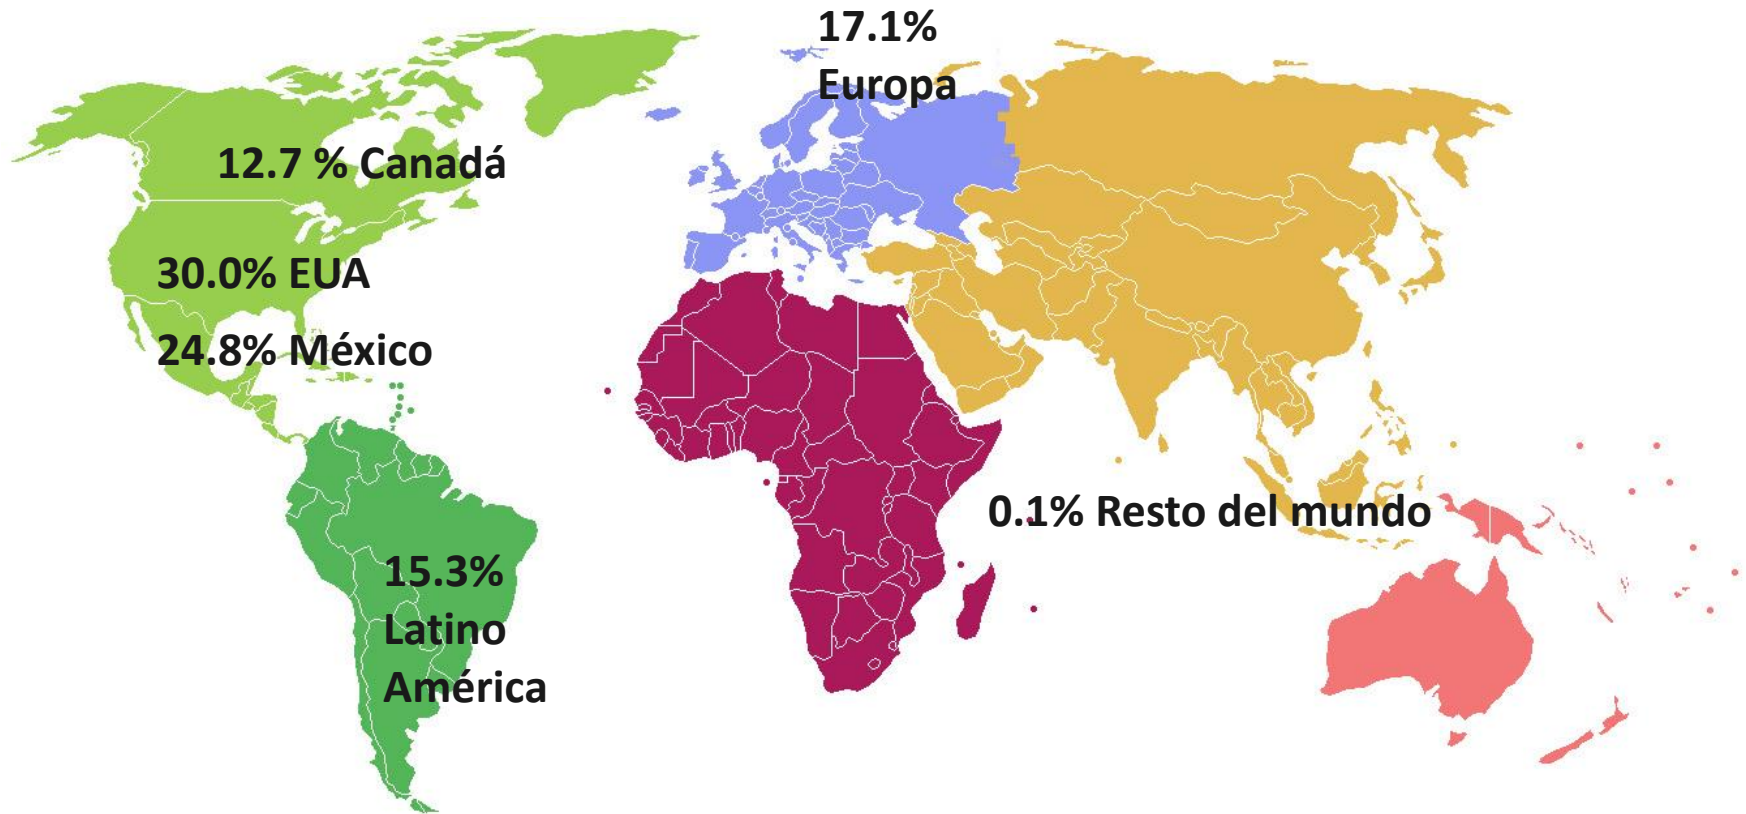 17.1%
Europa
12.7 % Canadá
30.0% EUA
24.8% México
0.1% Resto del mundo
15.3%
Latino
América